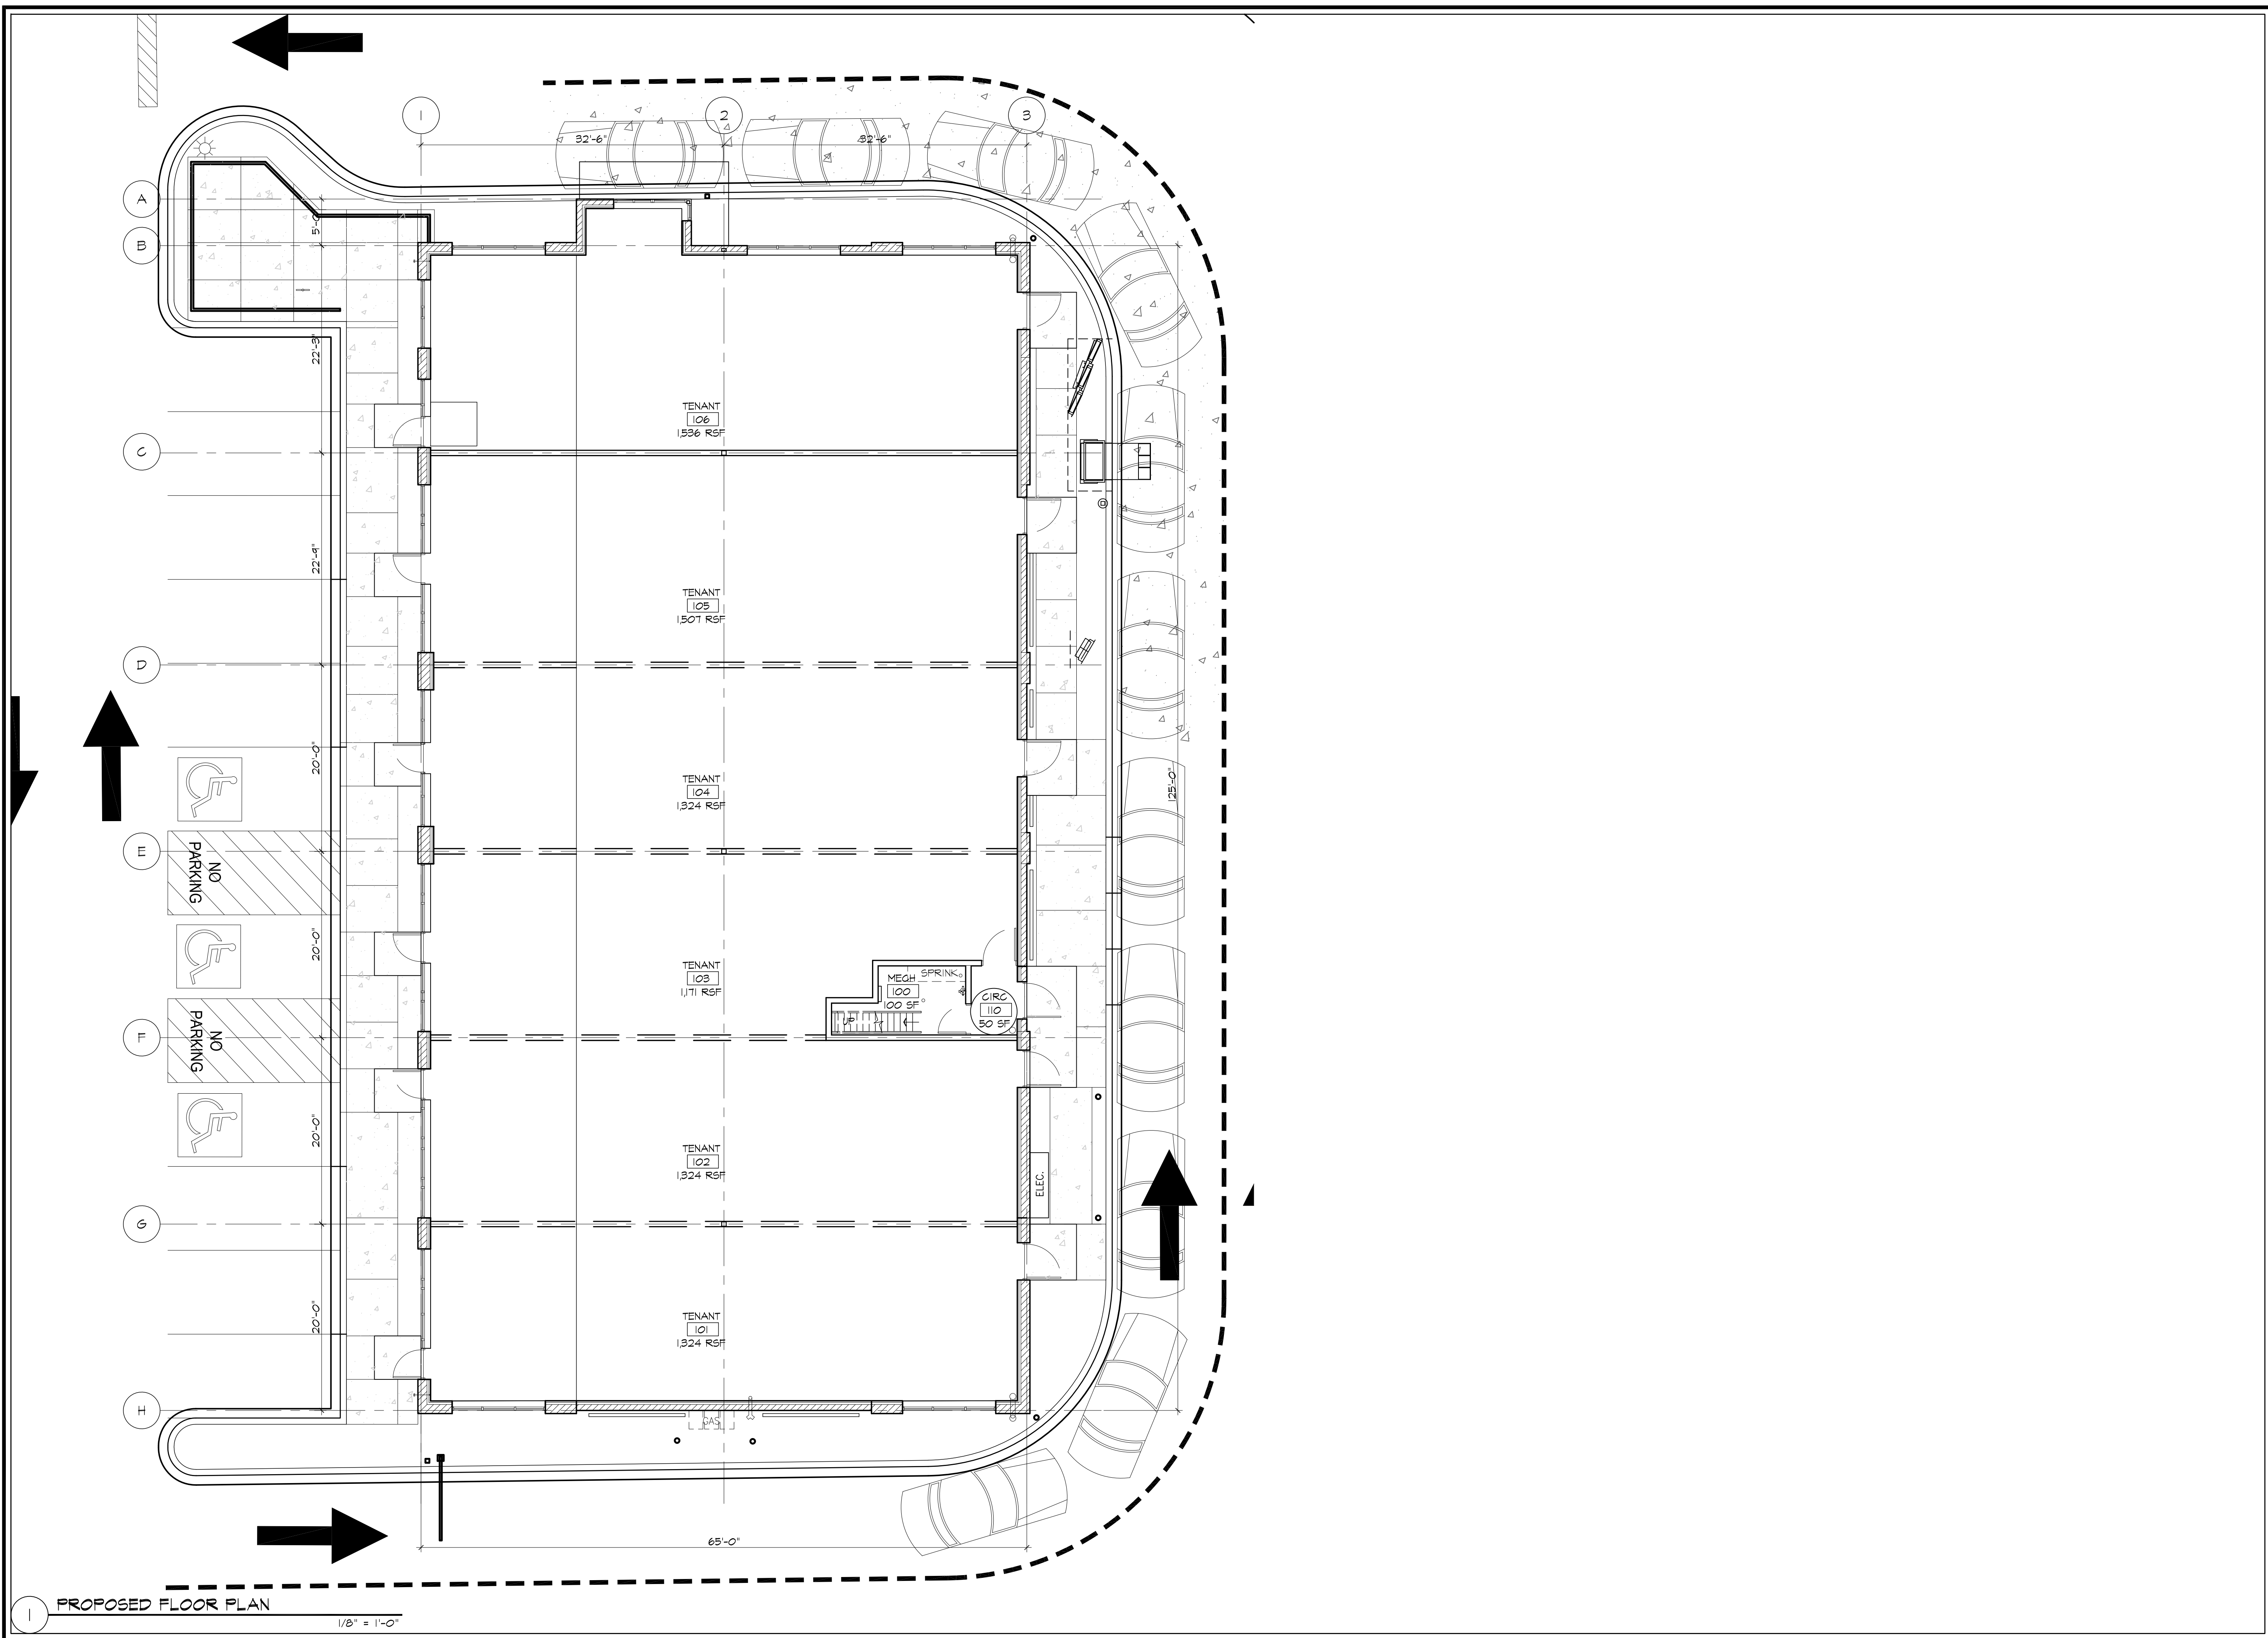 1
2
3
32'-6"
32'-6"
A
5'-0"
B
22'-3"
TENANT
106
1,536 RSF
C
22'-9"
TENANT
105
1,507 RSF
D
20'-0"
TENANT
104
1,324 RSF
125'-0"
E
NO
PARKING
20'-0"
TENANT
103
1,171 RSF
MECH
100
100 SF
SPRINK.
CIRC
110
50 SF
UP
F
NO
PARKING
20'-0"
TENANT
102
1,324 RSF
ELEC.
G
20'-0"
TENANT
101
1,324 RSF
H
GAS
65'-0"
1
PROPOSED FLOOR PLAN
1/8" = 1'-0"